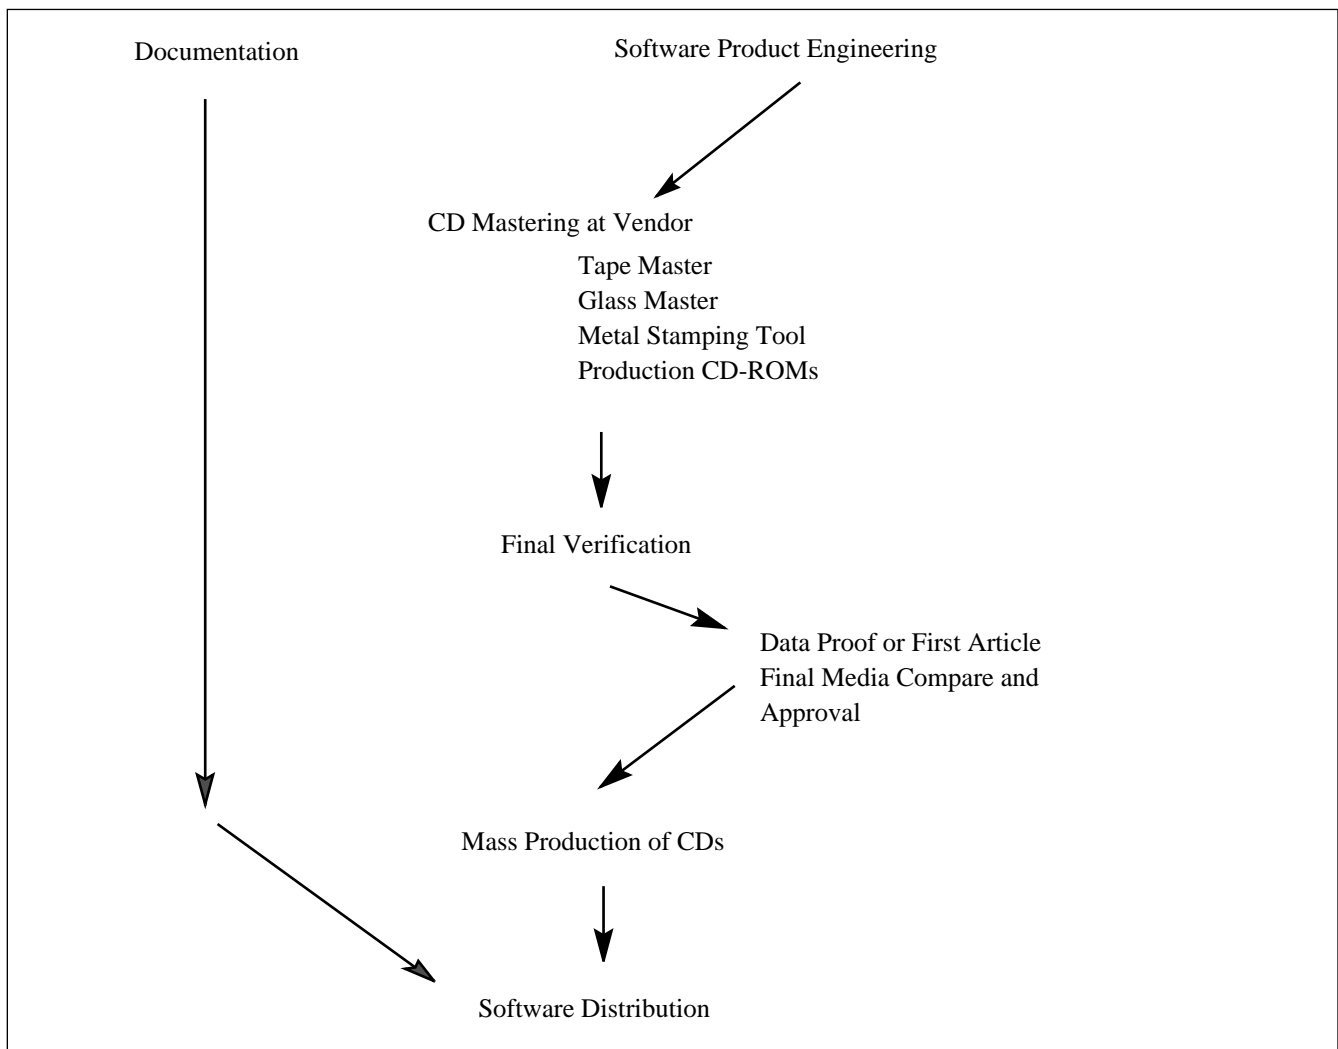 Documentation
Software Product Engineering
CD Mastering at Vendor
Tape Master
Glass Master
Metal Stamping Tool
Production CD-ROMs
Final Verification
Data Proof or First Article
Final Media Compare and
Approval
Mass Production of CDs
Software Distribution